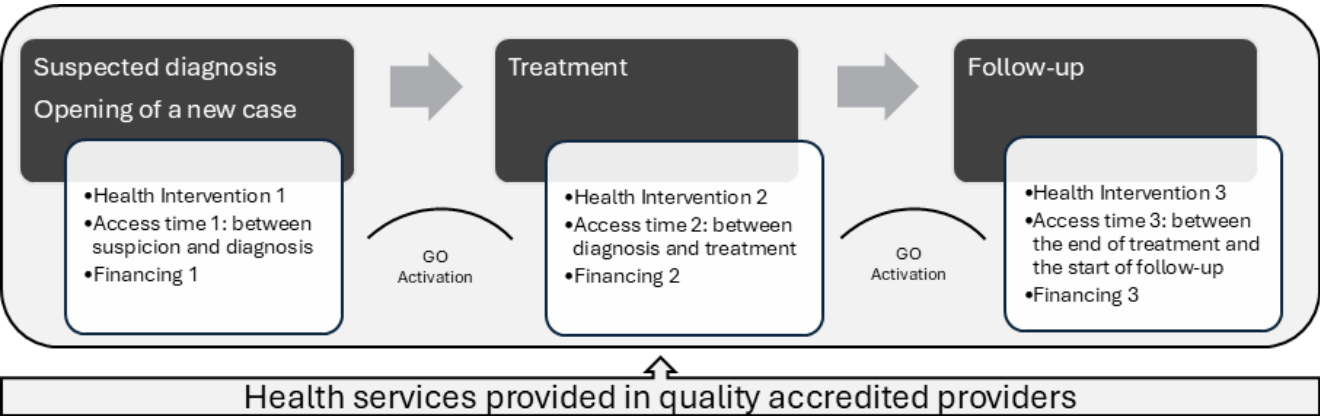 Suspected diagnosis
Opening of a new case
•Health Intervention 1
•Access time 1: between
suspicion and diagnosis
•Financing 1
GO
Activation
Treatment
•Health Intervention 2
•Access time 2: between
diagnosis and treatment
•Financing 2
GO
Activation
Follow-up
•Health Intervention 3
•Access time 3: between
the end of treatment and
the start of follow-up
•Financing 3
Health services provided in quality accredited providers